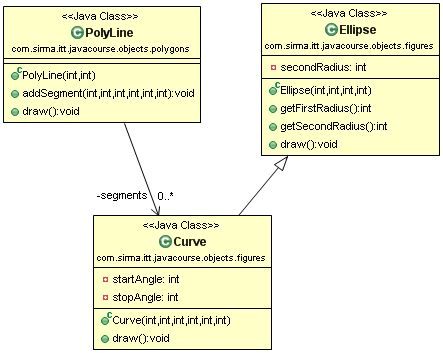 <<Java Class>>
PolyLine
com.sirma.itt.javacourse.objects.polygons
PolyLine(int,int)
addSegment(int,int,int,int,int,int):void
draw():void
<<Java Class>>
Ellipse
com.sirma.itt.javacourse.objects.figures
secondRadius: int
Ellipse(int,int,int,int)
getFirstRadius():int
getSecondRadius():int
draw():void
-segments 0..*
<<Java Class>>
Curve
com.sirma.itt.javacourse.objects.figures
startAngle: int
stopAngle: int
Curve(int,int,int,int,int,int)
draw():void